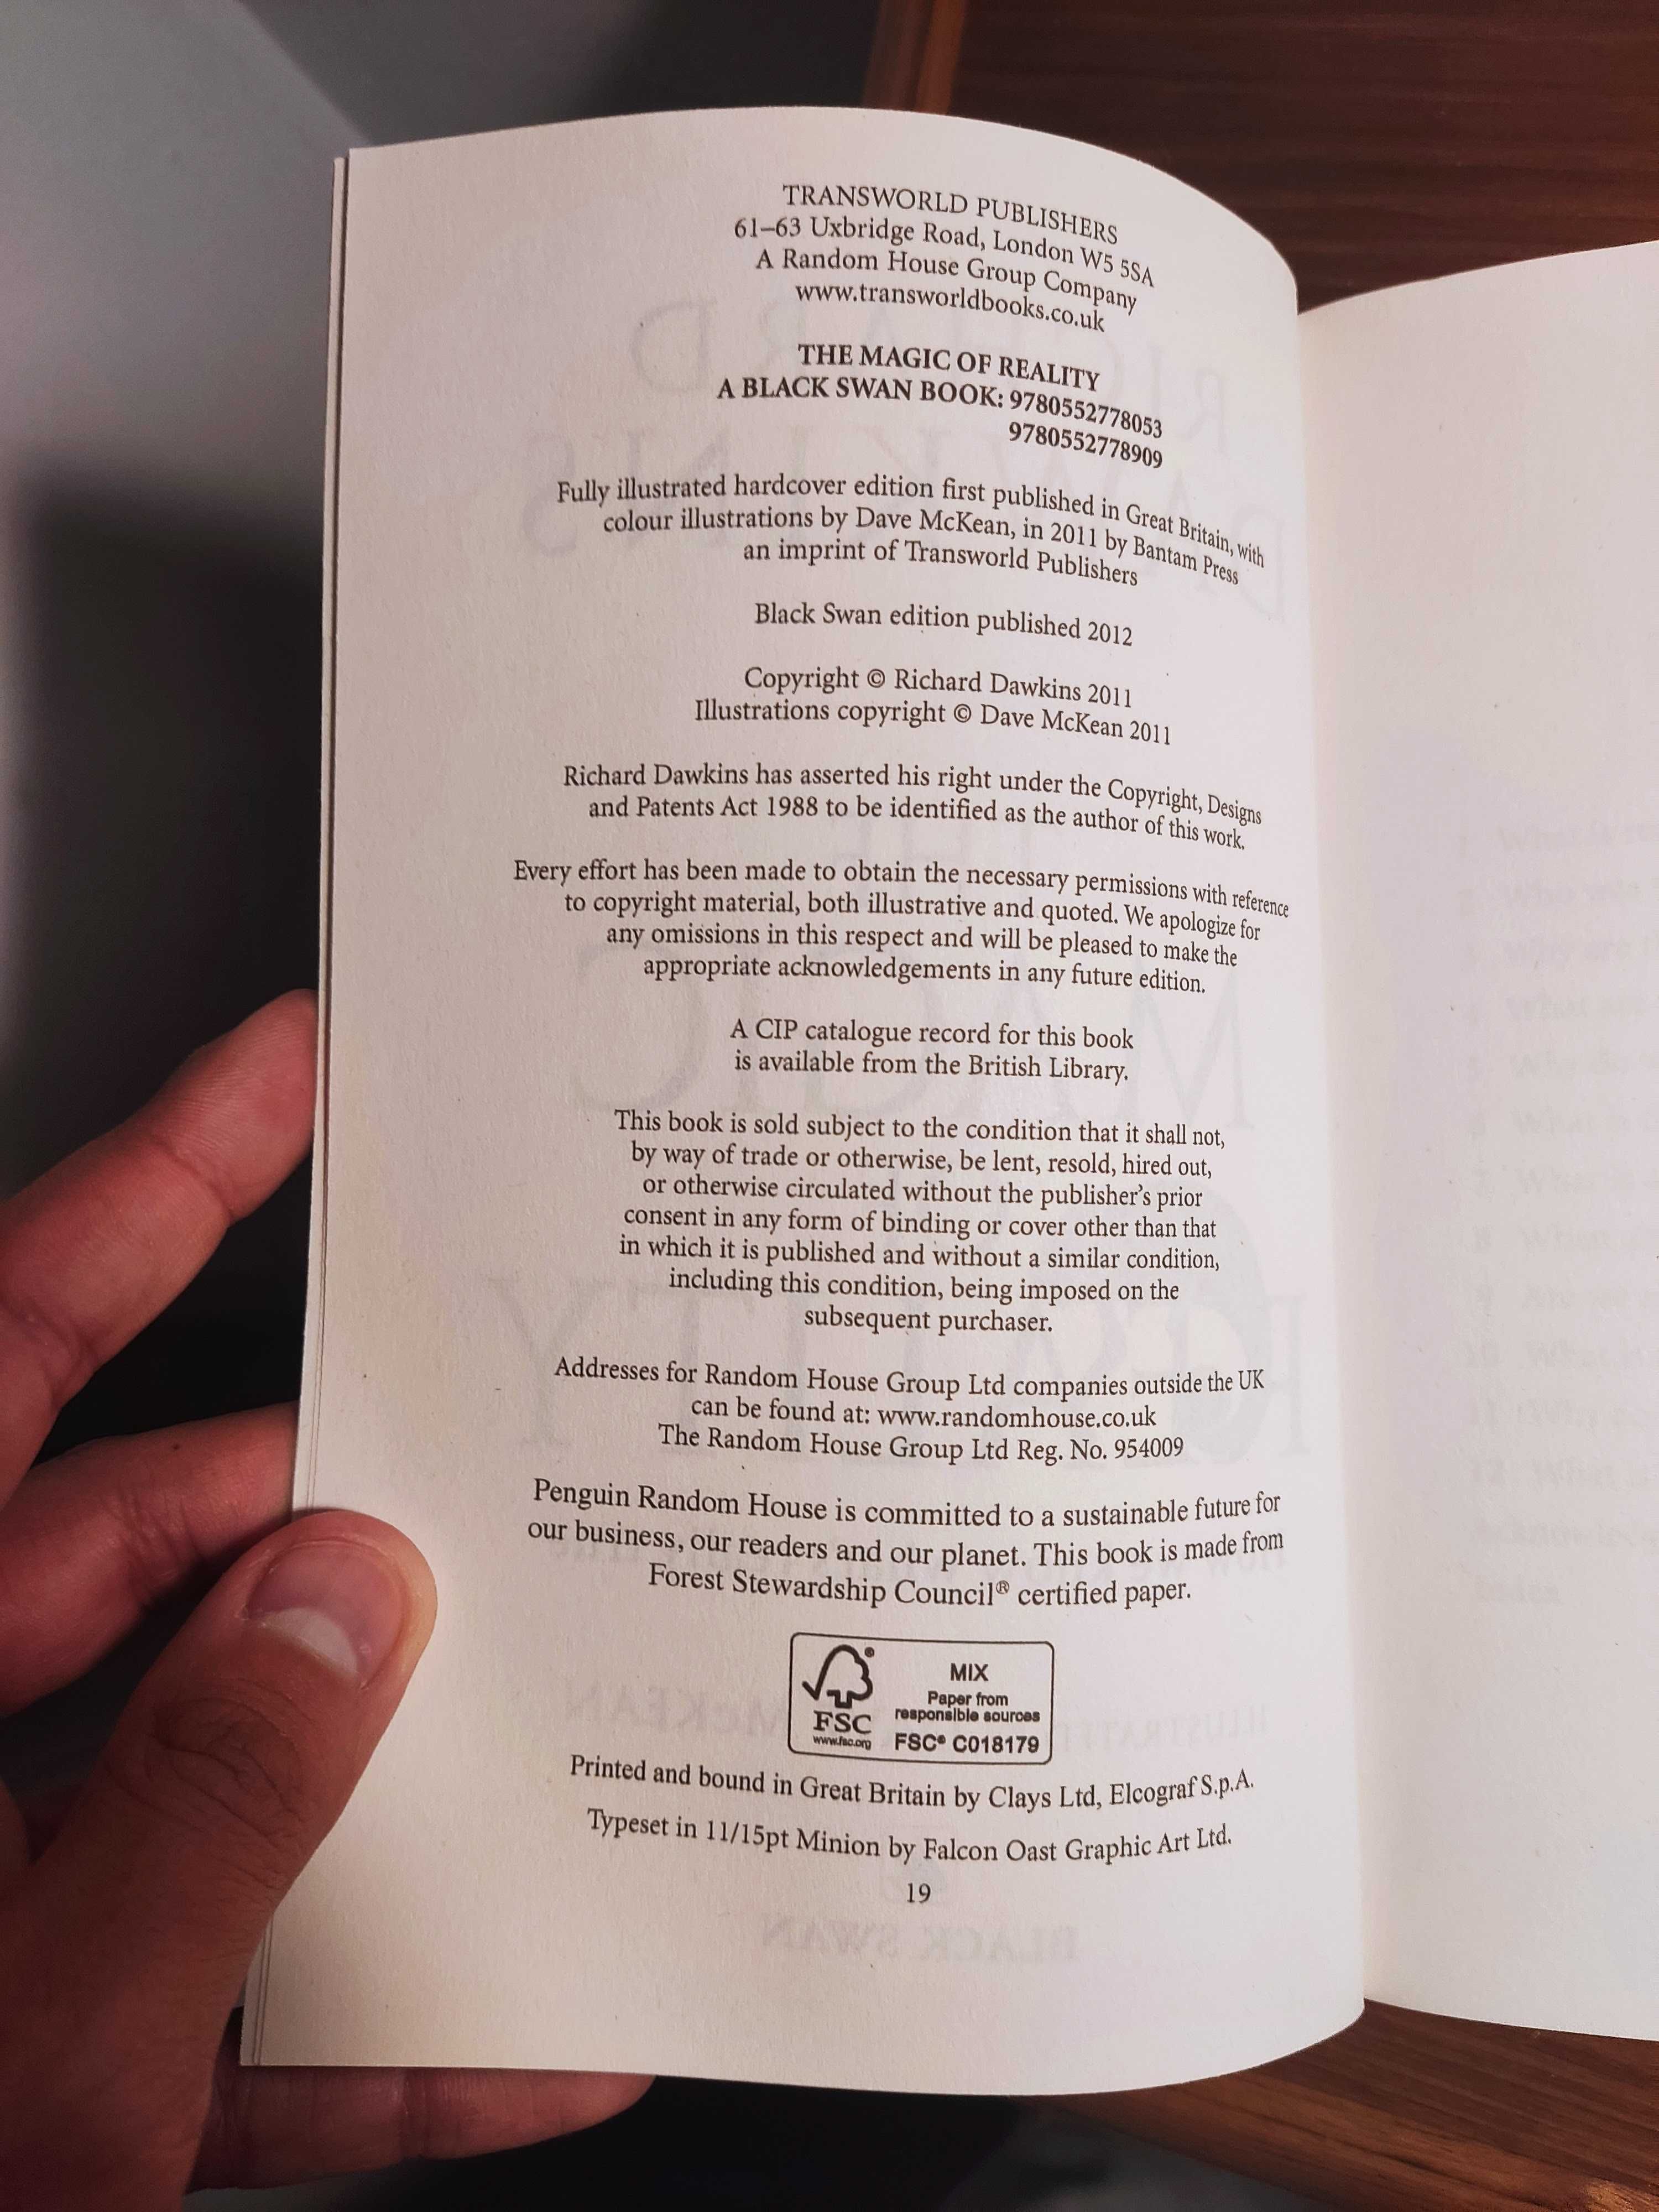 TRANSWORLD PUBLISHERS
61–63 Uxbridge Road, London W5 5SA
A Random House Group Company
www.transworldbooks.co.uk
THE MAGIC OF REALITY
A BLACK SWAN BOOK: 9780552778053
9780552778909
Fully illustrated hardcover edition first published in Great Britain, with
colour illustrations by Dave McKean, in 2011 by Bantam Press
an imprint of Transworld Publishers
Black Swan edition published 2012
Copyright © Richard Dawkins 2011
Illustrations copyright © Dave McKean 2011
Richard Dawkins has asserted his right under the Copyright, Designs
and Patents Act 1988 to be identified as the author of this work.
Every effort has been made to obtain the necessary permissions with reference
to copyright material, both illustrative and quoted. We apologize for
any omissions in this respect and will be pleased to make the
appropriate acknowledgements in any future edition.
A CIP catalogue record for this book
is available from the British Library.
This book is sold subject to the condition that it shall not,
by way of trade or otherwise, be lent, resold, hired out,
or otherwise circulated without the publisher's prior
consent in any form of binding or cover other than that
in which it is published and without a similar condition,
including this condition, being imposed on the
subsequent purchaser.
Addresses for Random House Group Ltd companies outside the UK
can be found at: www.randomhouse.co.uk
The Random House Group Ltd Reg. No. 954009
Penguin Random House is committed to a sustainable future for
our business, our readers and our planet. This book is made from
Forest Stewardship Council® certified paper.
FSC
www.fsc.org
MIX
Paper from
responsible sources
FSC® C018179
Printed and bound in Great Britain by Clays Ltd, Elcograf S.p.A.
Typeset in 11/15pt Minion by Falcon Oast Graphic Art Ltd.
19